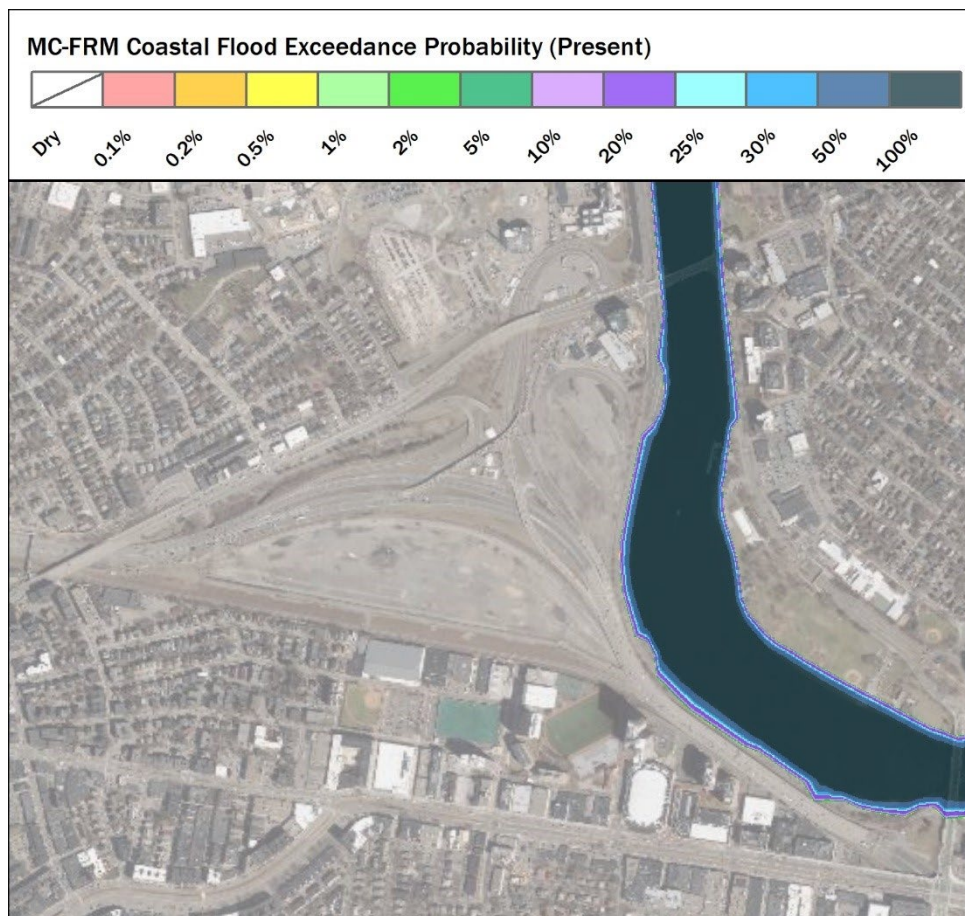 MC-FRM Coastal Flood Exceedance Probability (Present)
Dry 0.1% 0.2% 0.5% 1% 2% 5% 10% 20% 25% 30% 50% 100%